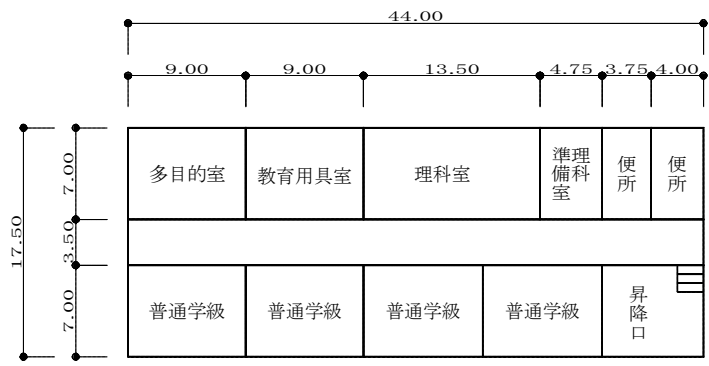 44.00
9.00 9.00 13.50 4.75 3.75 4.00
17.50
7.00
3.50
7.00
多目的室
教育用具室
理科室
理科
準備室
便所
便所
普通学級
普通学級
普通学級
普通学級
昇降口